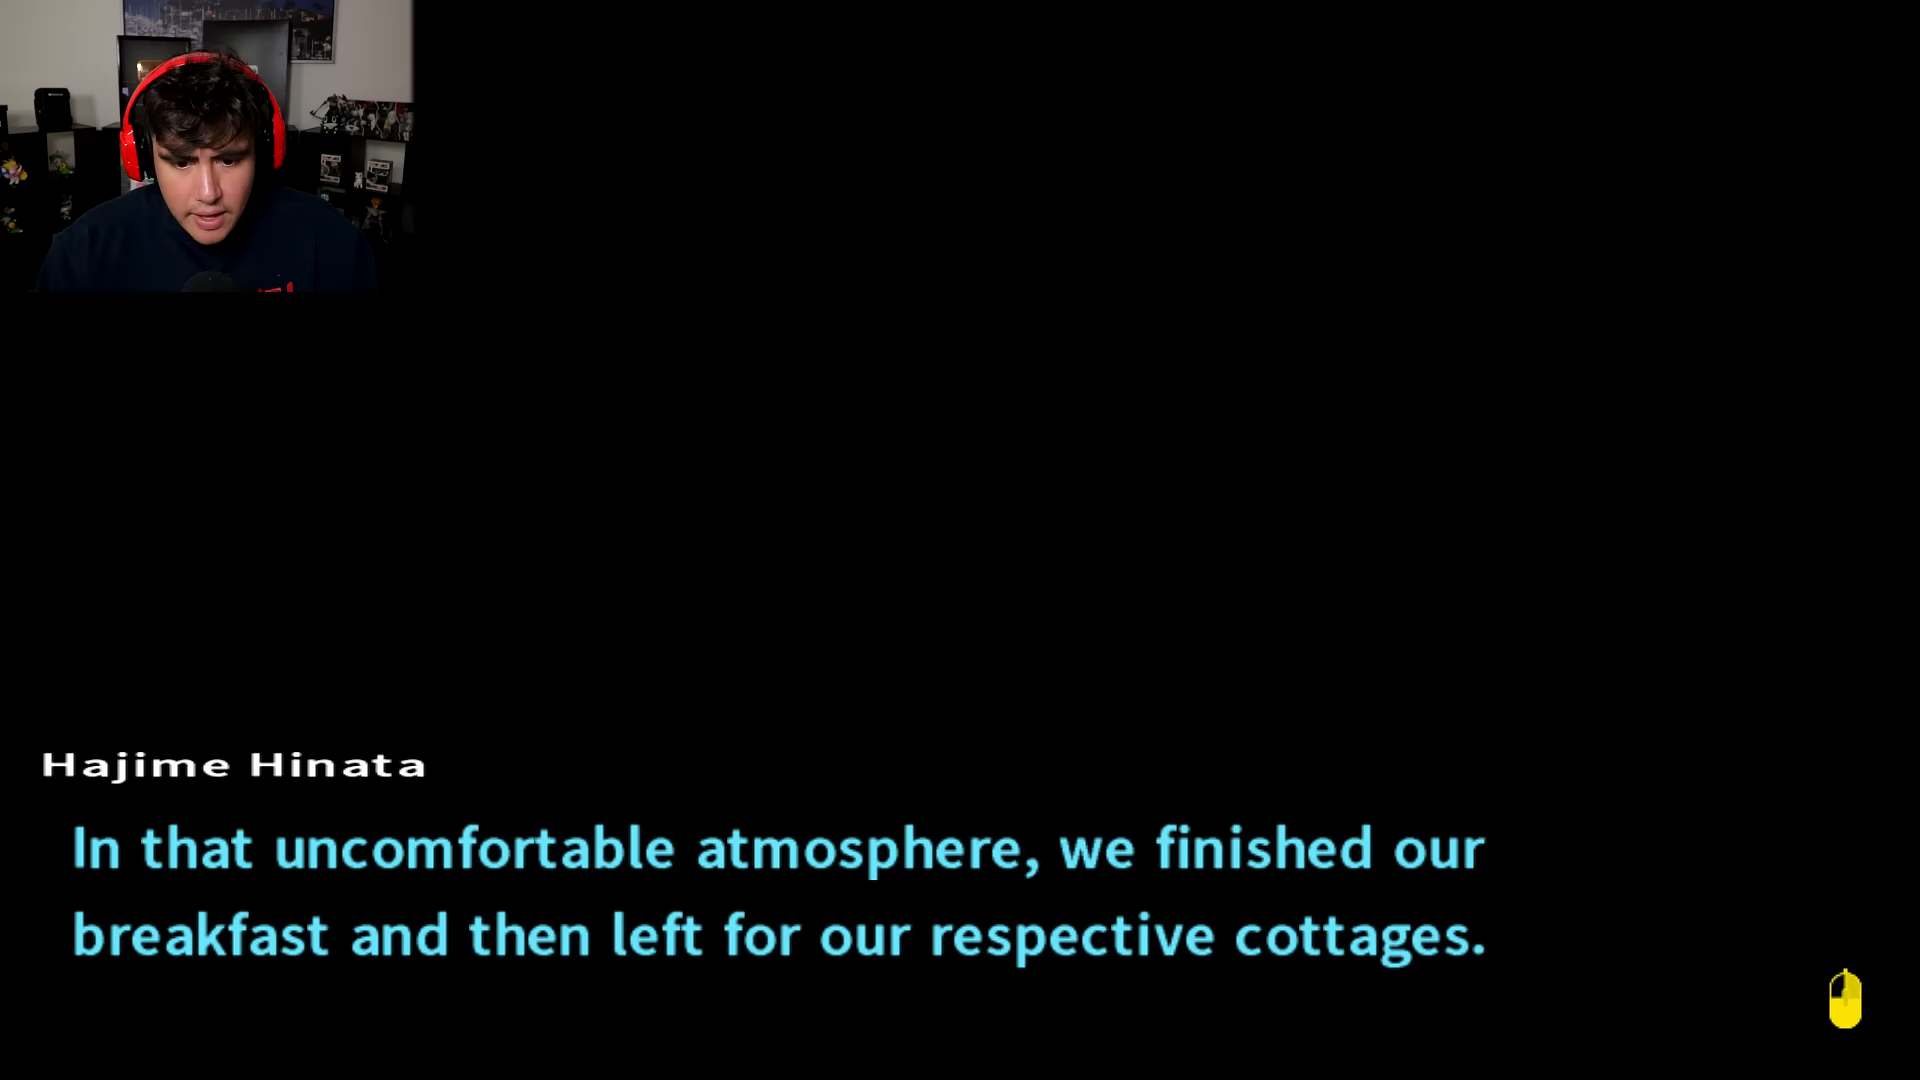 Hajime Hinata
In that uncomfortable atmosphere, we finished our
breakfast and then left for our respective cottages.